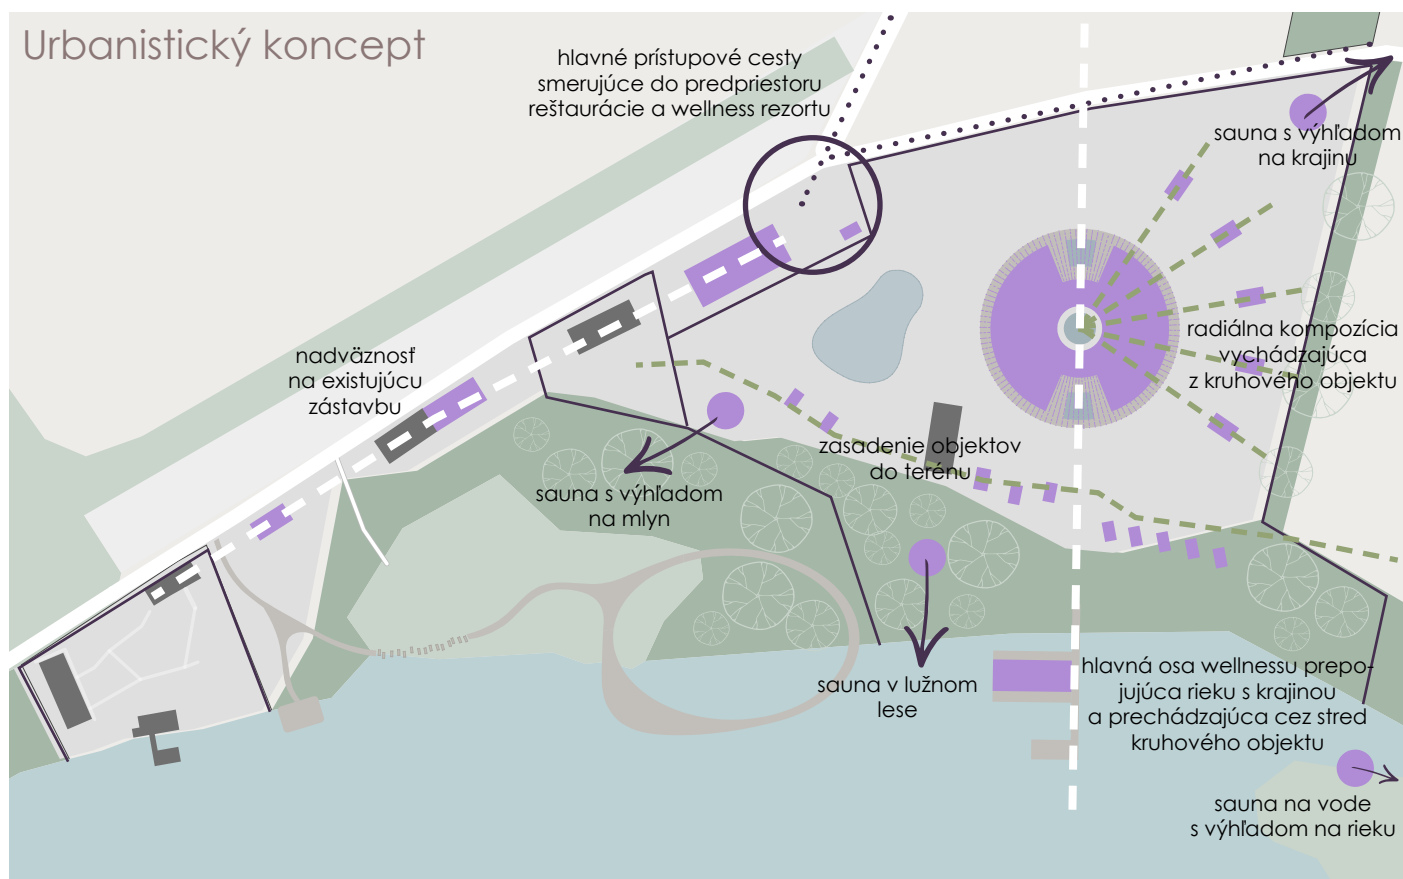 Urbanistický koncept
hlavné prístupové cesty
smerujúce do predpriestoru
reštaurácie a wellness rezortu
sauna s výhľadom
na krajinu
radiálna kompozícia
vychádzajúca
z kruhového objektu
nadväznosť
na existujúcu
zástavbu
zasadenie objektov
do terénu
sauna s výhľadom
na mlyn
sauna v lužnom
lese
hlavná osa wellnessu prepo-
jujúca rieku s krajinou
a prechádzajúca cez stred
kruhového objektu
sauna na vode
s výhľadom na rieku